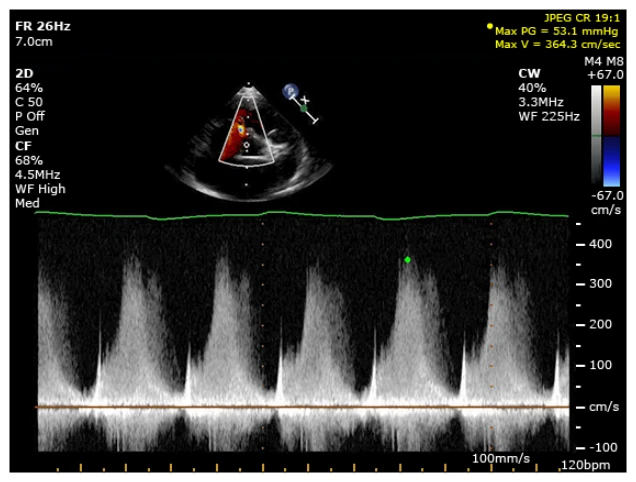 FR 26Hz
7.0cm
2D
64%
C 50
P Off
Gen
CF
68%
4.5MHz
WF High
Med
JPEG CR 19:1
Max PG = 53.1 mmHg
Max V = 364.3 cm/sec
M4 M8
+67.0
CW
40%
3.3MHz
WF 225Hz
P
-67.0
cm/s
400
300
200
100
cm/s
-100
100mm/s
120bpm